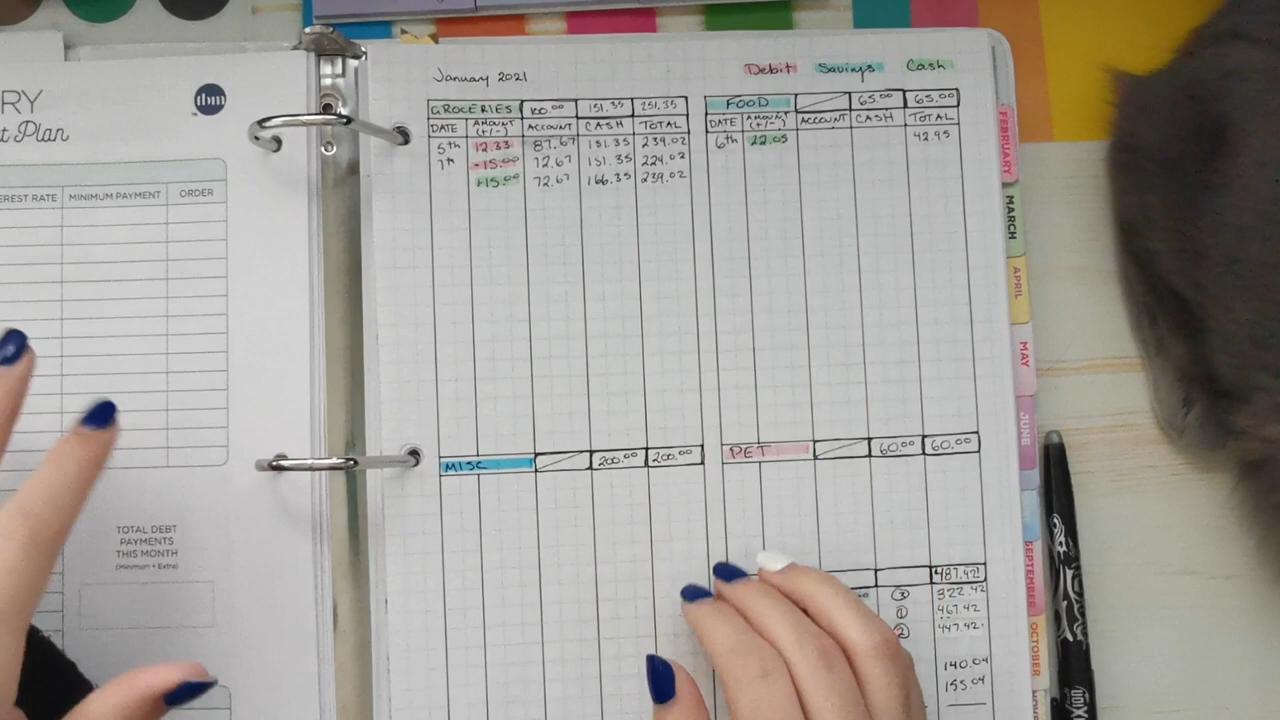 RY
tbm
t Plan
EREST RATE MINIMUM PAYMENT ORDER
TOTAL DEBT
PAYMENTS
THIS MONTH
(Minimum + Extra)
January 2021
Debit Savings Cash
GROCERIES 100.00 151.35 251.35
DATE AMOUNT (+/-) ACCOUNT CASH TOTAL
5th 12.33 87.67 151.35 239.02
7th -15.00 72.67 151.35 224.02
+15.00 72.67 166.35 239.02
FOOD 65.00 65.00
DATE AMOUNT (+/-) ACCOUNT CASH TOTAL
6th 22.05 42.95
MISC 200.00 200.00
PET 60.00 60.00
487.42
3 322.42
1 467.42
2 447.42
140.04
155.04
FEBRUARY
MARCH
APRIL
MAY
JUNE
SEPTEMBER
OCTOBER